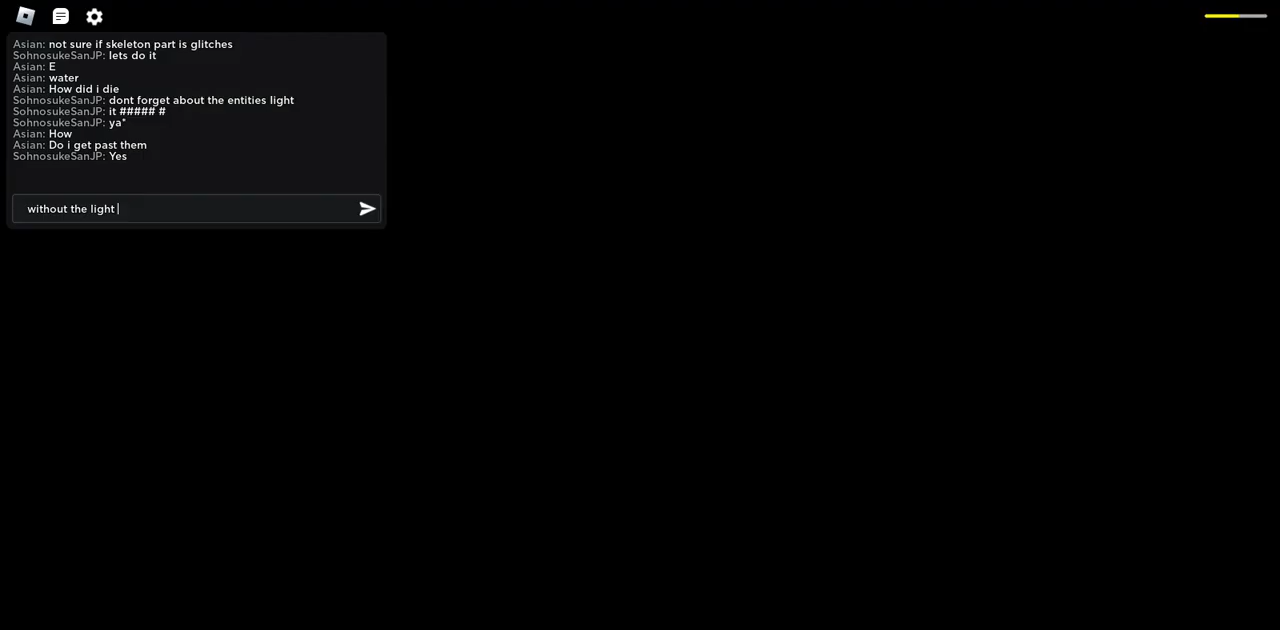 Asian: not sure if skeleton part is glitches
SohnosukeSanJP: lets do it
Asian: E
Asian: water
Asian: How did i die
SohnosukeSanJP: dont forget about the entities light
SohnosukeSanJP: it ##### #
SohnosukeSanJP: ya*
Asian: How
Asian: Do i get past them
SohnosukeSanJP: Yes
without the light